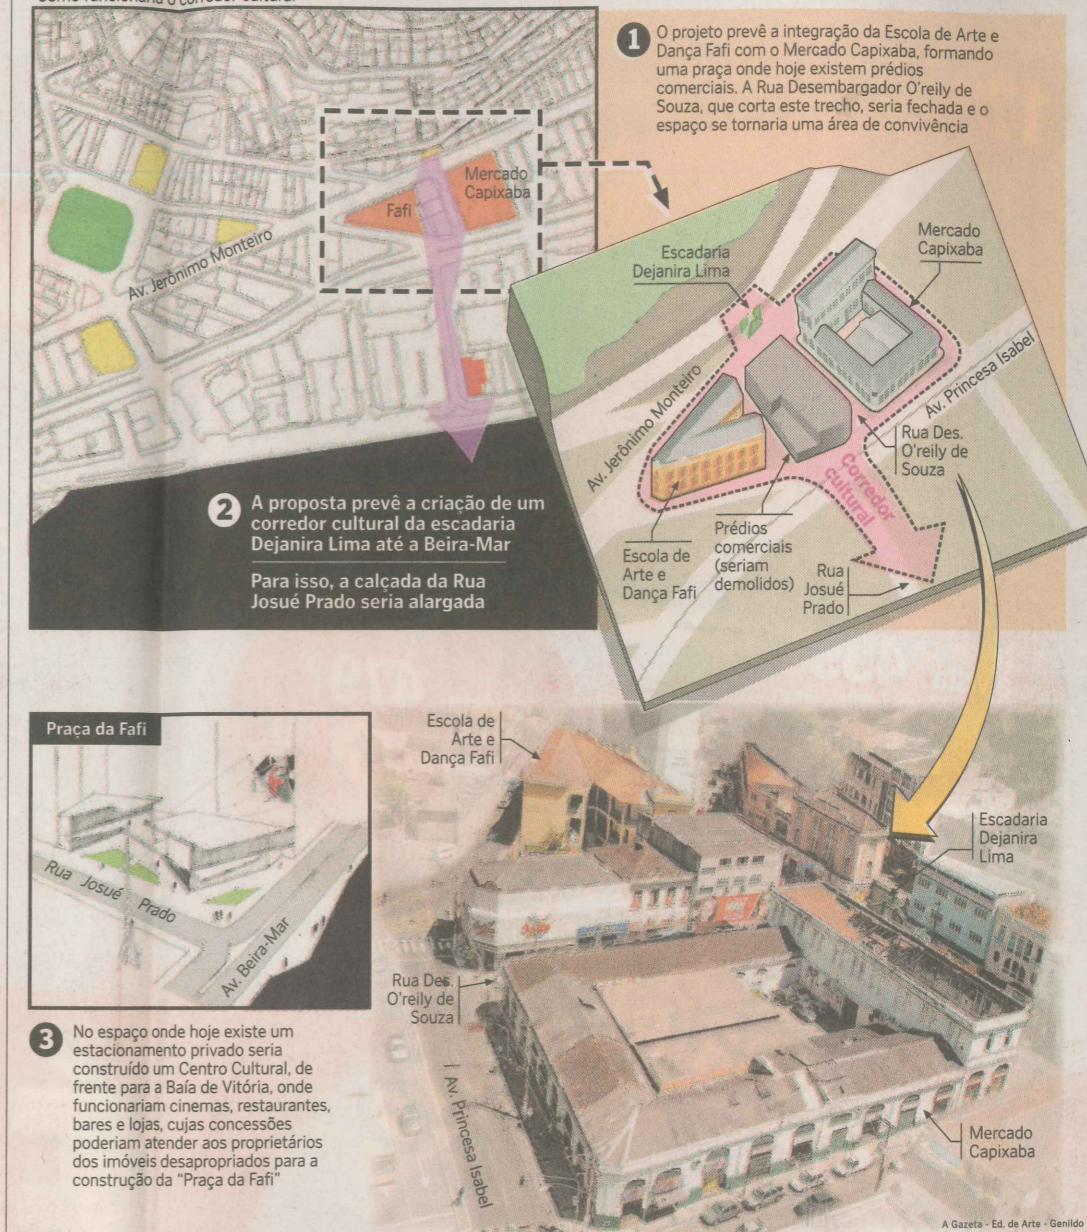 Como funcionaria o corredor cultural
1 O projeto prevê a integração da Escola de Arte e
Dança Fafi com o Mercado Capixaba, formando
uma praça onde hoje existem prédios
comerciais. A Rua Desembargador O'reily de
Souza, que corta este trecho, seria fechada e o
espaço se tornaria uma área de convivência
Fafi
Mercado
Capixaba
Av. Jerônimo Monteiro
Escadaria
Dejanira Lima
Mercado
Capixaba
Av. Jerônimo Monteiro
Av. Princesa Isabel
Rua Des.
O'reily de
Souza
Corredor
cultural
Escola de
Arte e
Dança Fafi
Prédios
comerciais
(seriam
demolidos)
Rua
Josué
Prado
2 A proposta prevê a criação de um
corredor cultural da escadaria
Dejanira Lima até a Beira-Mar
Para isso, a calçada da Rua
Josué Prado seria alargada
Praça da Fafi
Rua Josué Prado
Av. Beira-Mar
3 No espaço onde hoje existe um
estacionamento privado seria
construído um Centro Cultural, de
frente para a Baía de Vitória, onde
funcionariam cinemas, restaurantes,
bares e lojas, cujas concessões
poderiam atender aos proprietários
dos imóveis desapropriados para a
construção da "Praça da Fafi"
Escola de
Arte e
Dança Fafi
Escadaria
Dejanira
Lima
Rua Des.
O'reily de
Souza
Av. Princesa Isabel
Mercado
Capixaba
A Gazeta - Ed. de Arte - Genildo